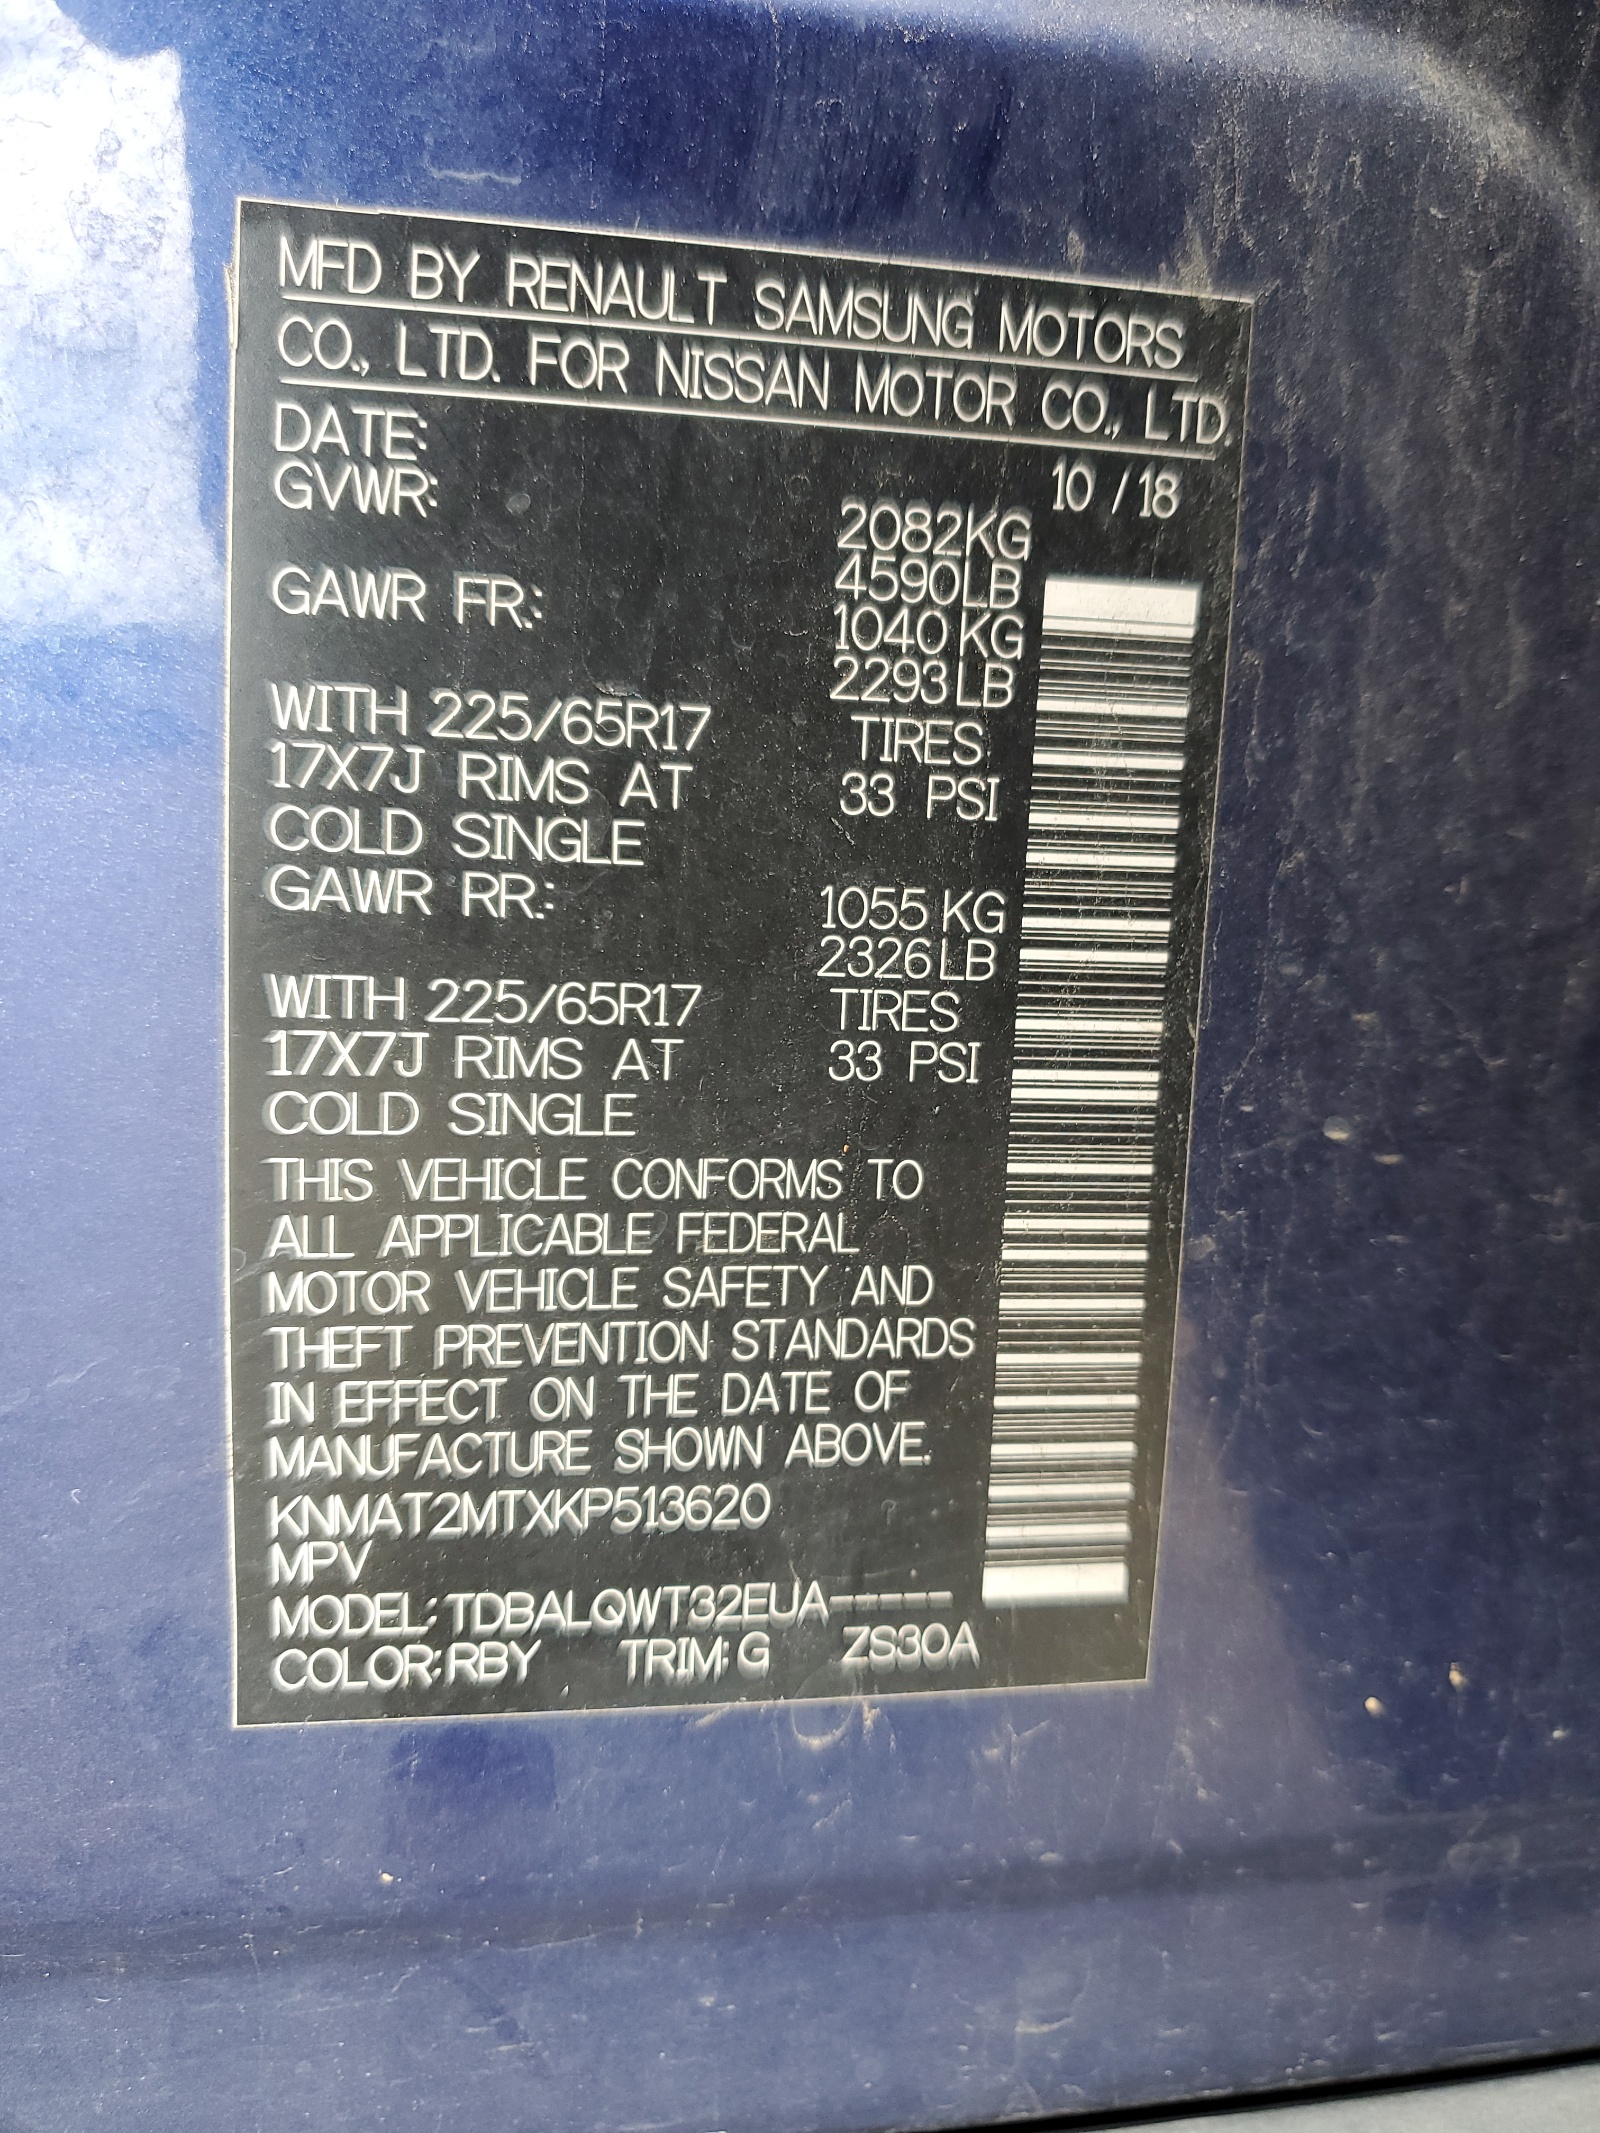 MFD BY RENAULT SAMSUNG MOTORS
CO., LTD. FOR NISSAN MOTOR CO., LTD.
DATE: 10 / 18
GVWR: 2082KG
4590LB
GAWR FR.: 1040 KG
2293 LB
WITH 225/65R17 TIRES
17X7J RIMS AT 33 PSI
COLD SINGLE
GAWR RR.: 1055 KG
2326 LB
WITH 225/65R17 TIRES
17X7J RIMS AT 33 PSI
COLD SINGLE
THIS VEHICLE CONFORMS TO
ALL APPLICABLE FEDERAL
MOTOR VEHICLE SAFETY AND
THEFT PREVENTION STANDARDS
IN EFFECT ON THE DATE OF
MANUFACTURE SHOWN ABOVE.
KNMAT2MTXKP513620
MPV
MODEL: TDBALQWT32EUA-----
COLOR: RBY TRIM: G ZS30A